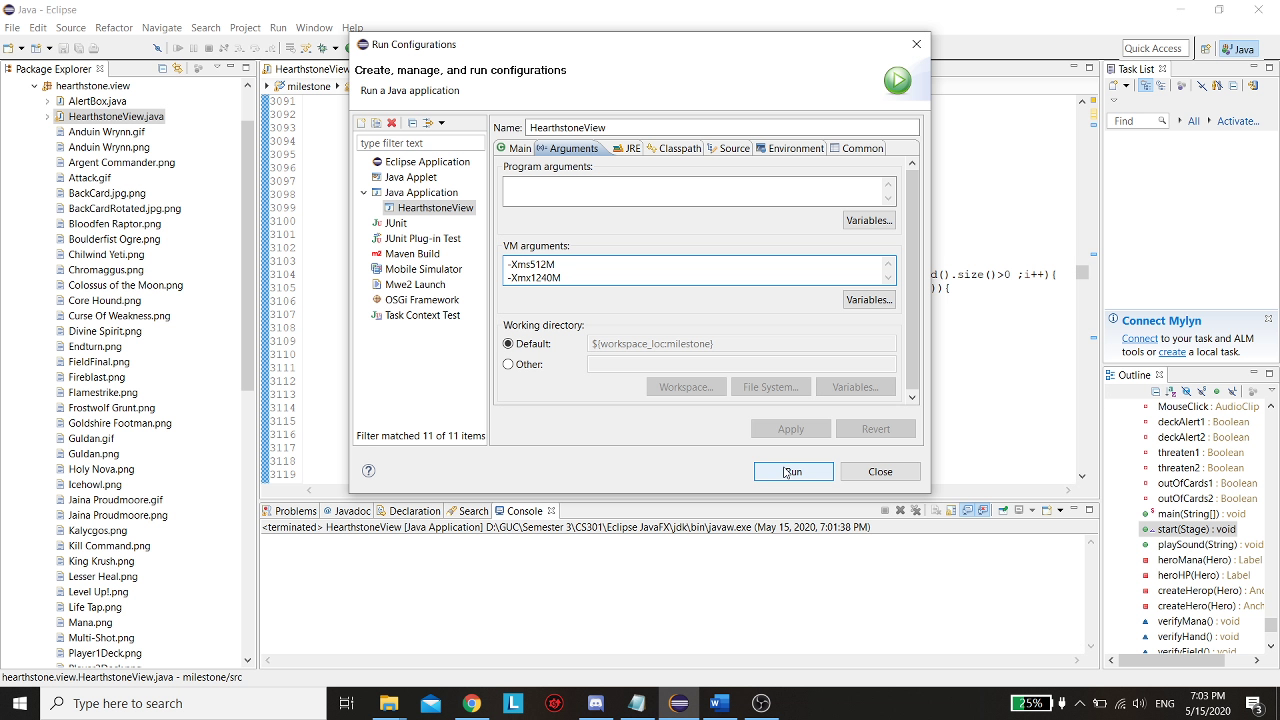 Java - Eclipse
File Edit Source Refactor Navigate Search Project Run Window Help
Quick Access
Java
Package Explorer
hearthstone.view
AlertBox.java
HearthstoneView.java
Anduin Wrynn.gif
Anduin Wrynn.png
Argent Commander.png
Attack.gif
BackCard.jpg.png
BackCardRotated.jpg.png
Bloodfen Raptor.png
Boulderfist Ogre.png
Chilwind Yeti.png
Chromaggus.png
Colossus of the Moon.png
Core Hound.png
Curse Of Weakness.png
Divine Spirit.png
Endturn.png
FieldFinal.png
Fireblast.png
Flamestrike.png
Frostwolf Grunt.png
Goldshire Footman.png
Guldan.gif
Guldan.png
Holy Nova.png
Icehowl.png
Jaina Proudmoore.gif
Jaina Proudmoore.png
Kalycgos.png
Kill Command.png
King Krush.png
Lesser Heal.png
Level Up!.png
Life Tap.png
Mana.png
Multi-Shot.png
Player1Deck.png
HearthstoneView
milestone
3091
3092
3093
3094
3095
3096
3097
3098
3099
3100
3101
3102
3103
3104
3105
3106
3107
3108
3109
3110
3111
3112
3113
3114
3115
3116
3117
3118
3119
d().size()>0 ;i++){
)){
Run Configurations
Create, manage, and run configurations
Run a Java application
type filter text
Eclipse Application
Java Applet
Java Application
HearthstoneView
JUnit
JUnit Plug-in Test
Maven Build
Mobile Simulator
Mwe2 Launch
OSGi Framework
Task Context Test
Filter matched 11 of 11 items
Name: HearthstoneView
Main (x)= Arguments JRE Classpath Source Environment Common
Program arguments:
Variables...
VM arguments:
-Xms512M
-Xmx1240M
Variables...
Working directory:
Default: ${workspace_loc:milestone}
Other:
Workspace... File System... Variables...
Apply Revert
Run Close
Problems Javadoc Declaration Search Console
<terminated> HearthstoneView [Java Application] D:\GUC\Semester 3\CS301\Eclipse JavaFX\jdk\bin\javaw.exe (May 15, 2020, 7:01:38 PM)
Task List
Find All Activate...
Connect Mylyn
Connect to your task and ALM
tools or create a local task.
Outline
MouseClick : AudioClip
deckAlert1 : Boolean
deckAlert2 : Boolean
threaten1 : Boolean
threaten2 : Boolean
outOfCards1 : Boolean
outOfCards2 : Boolean
main(String[]) : void
start(Stage) : void
playSound(String) : void
heroMana(Hero) : Label
heroHP(Hero) : Label
createHerop(Hero) : Anc
createHero(Hero) : Anch
verifyMana() : void
verifyHand() : void
hearthstone.view.HearthstoneView.java - milestone/src
Type here to search
25%
ENG
7:03 PM
5/15/2020
3